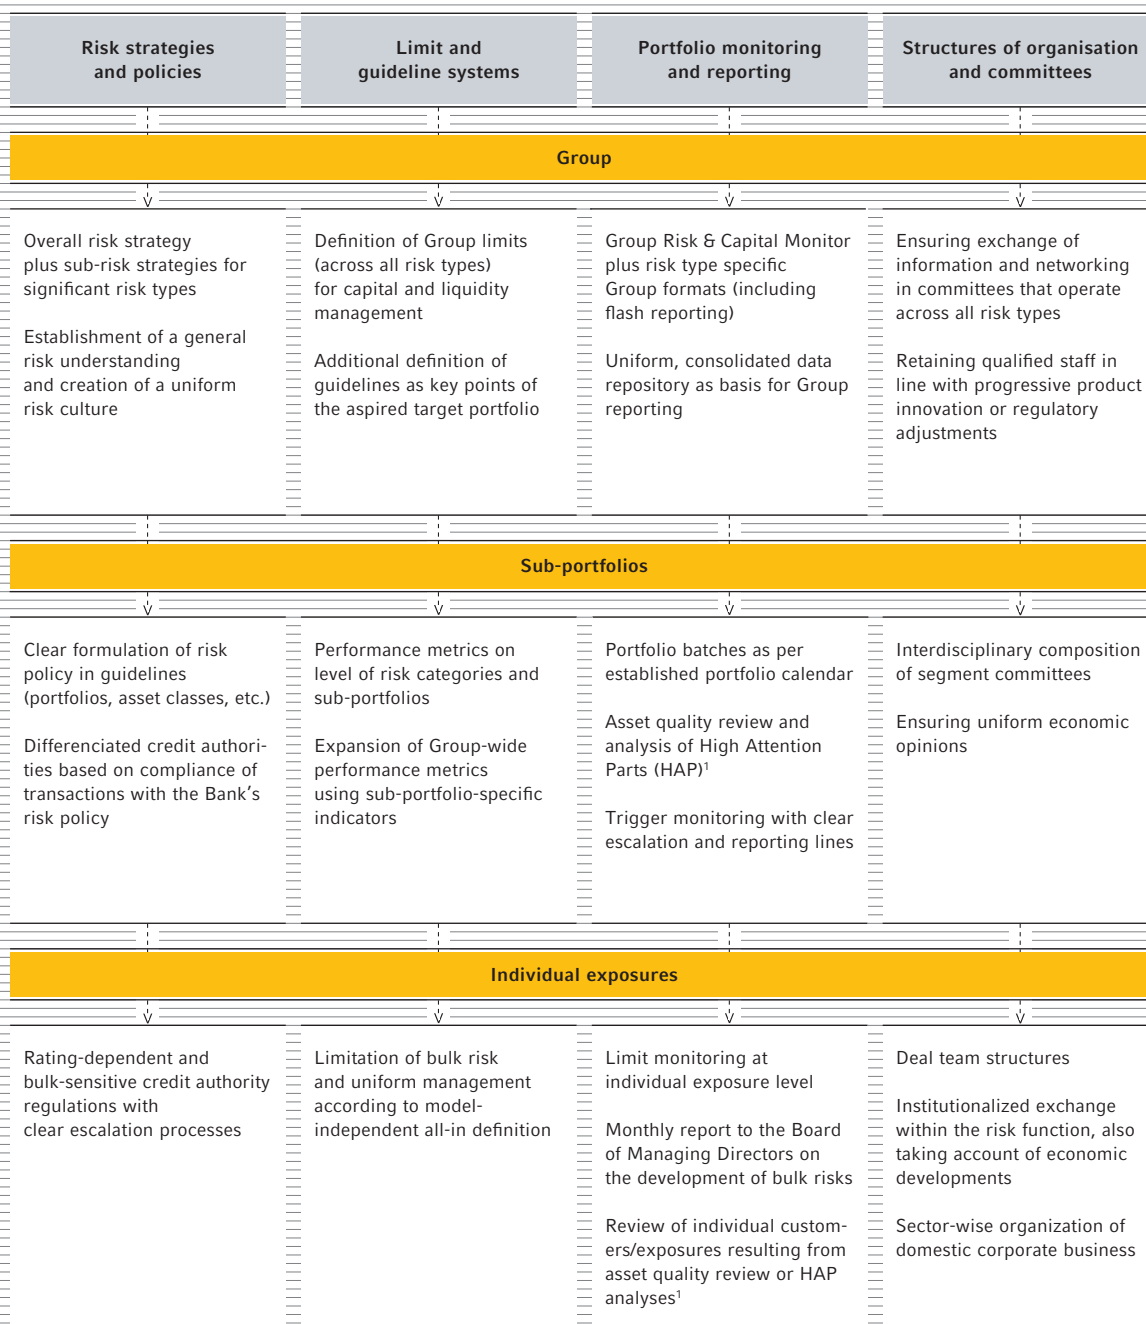 Risk strategies
and policies
Limit and
guideline systems
Portfolio monitoring
and reporting
Structures of organisation
and committees
Group
Overall risk strategy
plus sub-risk strategies for
significant risk types
Establishment of a general
risk understanding
and creation of a uniform
risk culture
Definition of Group limits
(across all risk types)
for capital and liquidity
management
Additional definition of
guidelines as key points of
the aspired target portfolio
Group Risk & Capital Monitor
plus risk type specific
Group formats (including
flash reporting)
Uniform, consolidated data
repository as basis for Group
reporting
Ensuring exchange of
information and networking
in committees that operate
across all risk types
Retaining qualified staff in
line with progressive product
innovation or regulatory
adjustments
Sub-portfolios
Clear formulation of risk
policy in guidelines
(portfolios, asset classes, etc.)
Differenciated credit authori-
ties based on compliance of
transactions with the Bank’s
risk policy
Performance metrics on
level of risk categories and
sub-portfolios
Expansion of Group-wide
performance metrics
using sub-portfolio-specific
indicators
Portfolio batches as per
established portfolio calendar
Asset quality review and
analysis of High Attention
Parts (HAP)¹
Trigger monitoring with clear
escalation and reporting lines
Interdisciplinary composition
of segment committees
Ensuring uniform economic
opinions
Individual exposures
Rating-dependent and
bulk-sensitive credit authority
regulations with
clear escalation processes
Limitation of bulk risk
and uniform management
according to model-
independent all-in definition
Limit monitoring at
individual exposure level
Monthly report to the Board
of Managing Directors on
the development of bulk risks
Review of individual custom-
ers/exposures resulting from
asset quality review or HAP
analyses¹
Deal team structures
Institutionalized exchange
within the risk function, also
taking account of economic
developments
Sector-wise organization of
domestic corporate business